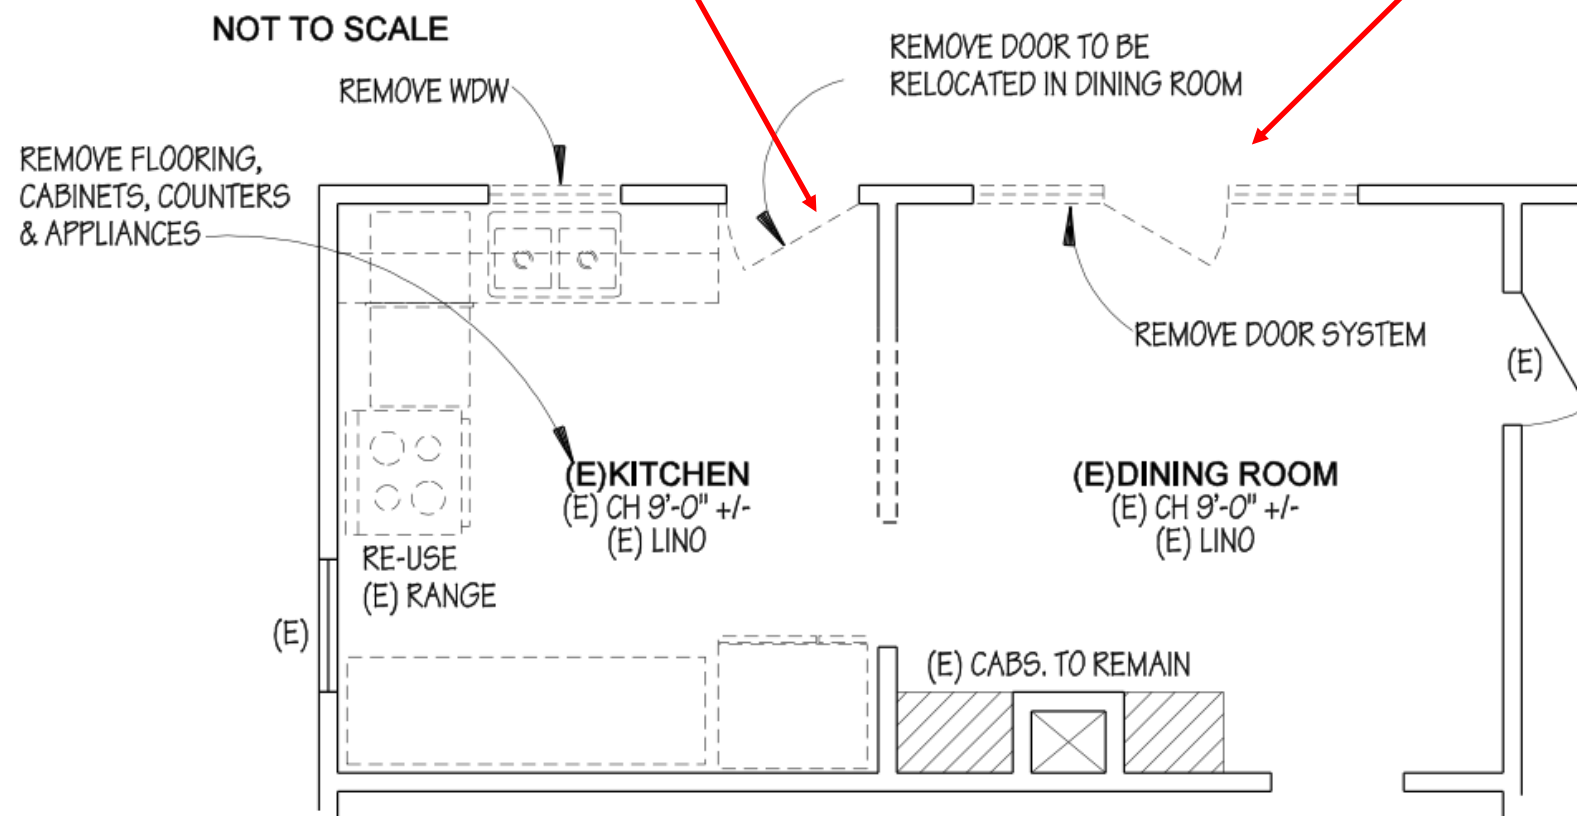 NOT TO SCALE
REMOVE WDW
REMOVE DOOR TO BE
RELOCATED IN DINING ROOM
REMOVE FLOORING,
CABINETS, COUNTERS
& APPLIANCES
REMOVE DOOR SYSTEM
(E)
(E)KITCHEN
(E) CH 9'-0" +/-
(E) LINO
(E)DINING ROOM
(E) CH 9'-0" +/-
(E) LINO
RE-USE
(E) RANGE
(E)
(E) CABS. TO REMAIN